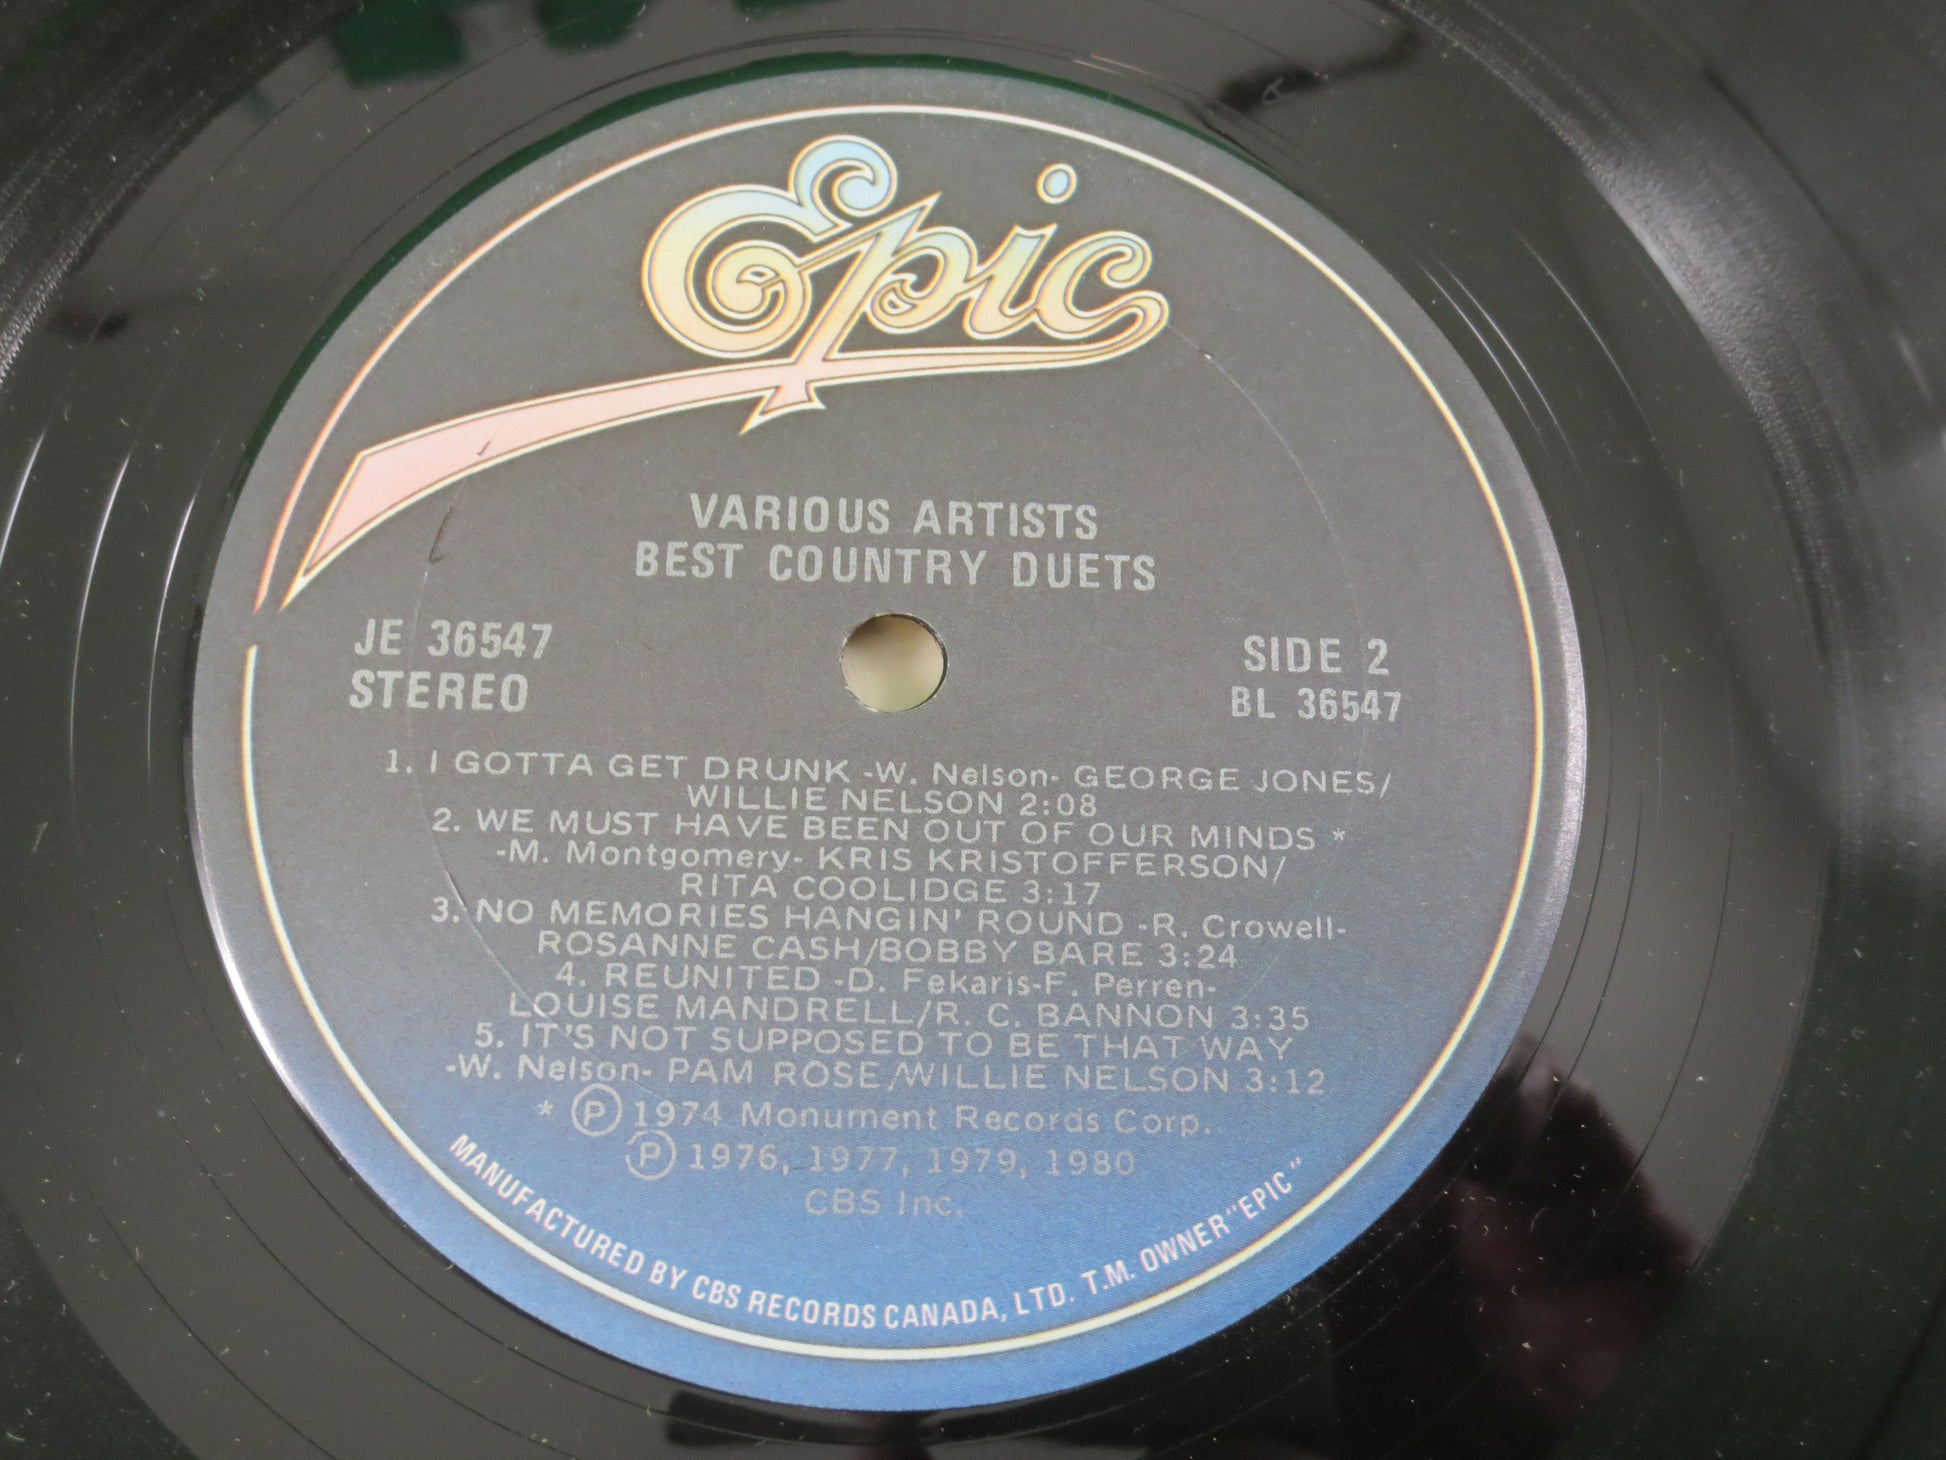 Epic
VARIOUS ARTISTS
BEST COUNTRY DUETS
JE 36547
STEREO
SIDE 2
BL 36547
1. I GOTTA GET DRUNK -W. Nelson- GEORGE JONES/
WILLIE NELSON 2:08
2. WE MUST HAVE BEEN OUT OF OUR MINDS *
-M. Montgomery- KRIS KRISTOFFERSON/
RITA COOLIDGE 3:17
3. NO MEMORIES HANGIN' ROUND -R. Crowell-
ROSANNE CASH/BOBBY BARE 3:24
4. REUNITED -D. Fekaris-F. Perren-
LOUISE MANDRELL/R. C. BANNON 3:35
5. IT'S NOT SUPPOSED TO BE THAT WAY
-W. Nelson- PAM ROSE/WILLIE NELSON 3:12
* Ⓟ 1974 Monument Records Corp.
Ⓟ 1976, 1977, 1979, 1980
CBS Inc.
MANUFACTURED BY CBS RECORDS CANADA, LTD. T.M. OWNER "EPIC"